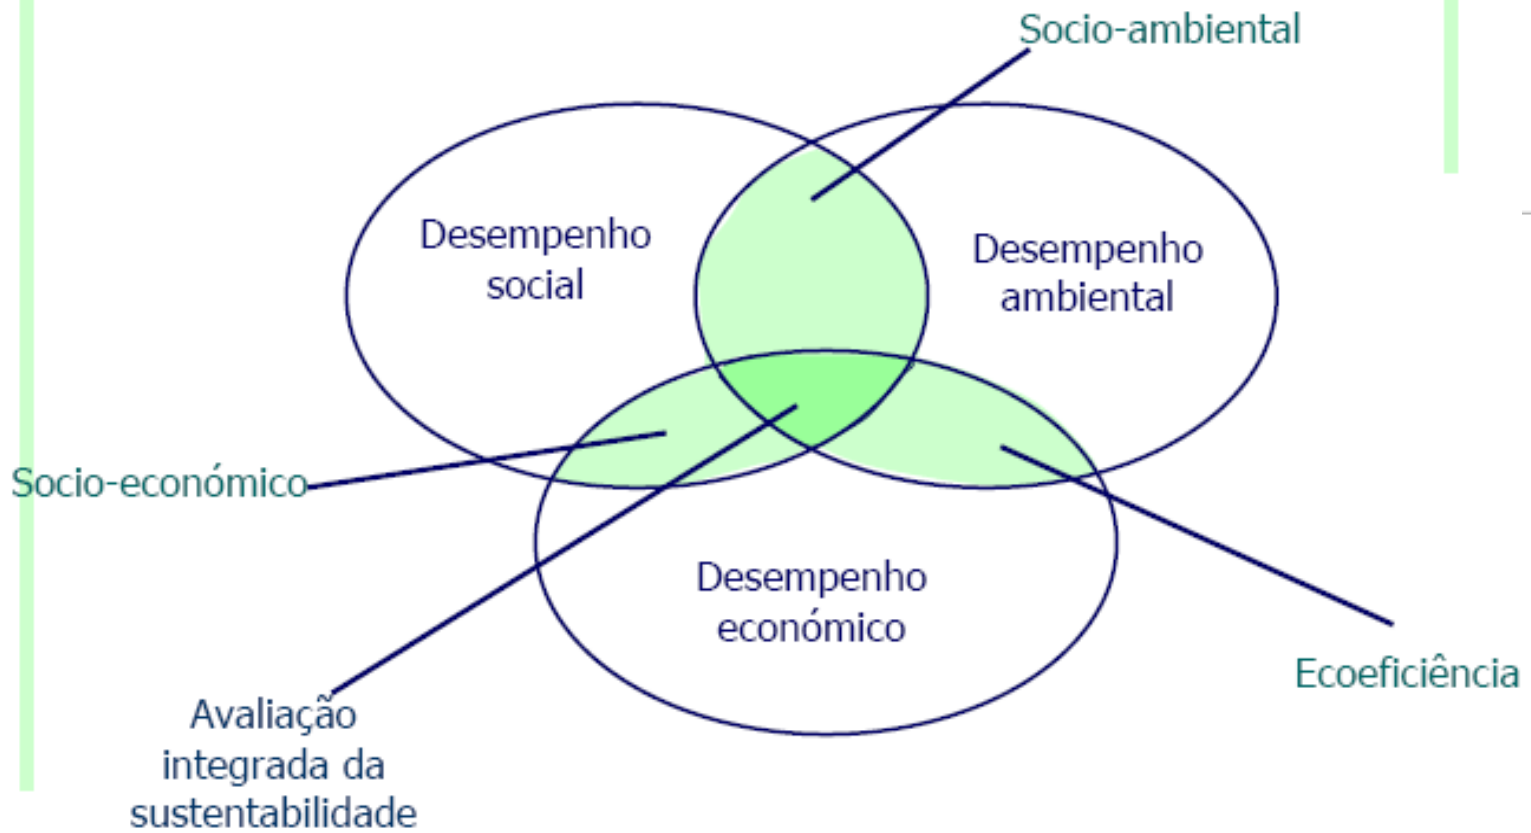 Socio-ambiental
Desempenho
social
Desempenho
ambiental
Socio-económico
Desempenho
económico
Ecoeficiência
Avaliação
integrada da
sustentabilidade